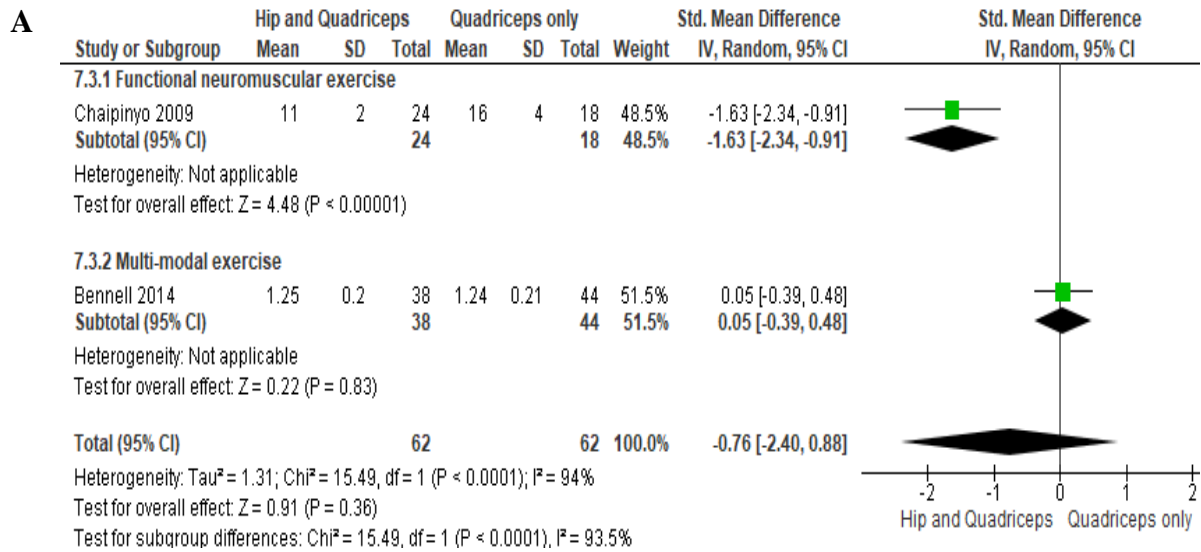 A
Hip and Quadriceps Quadriceps only Std. Mean Difference Std. Mean Difference
Study or Subgroup Mean SD Total Mean SD Total Weight IV, Random, 95% CI IV, Random, 95% CI
7.3.1 Functional neuromuscular exercise
Chaipinyo 2009 11 2 24 16 4 18 48.5% -1.63 [-2.34, -0.91]
Subtotal (95% CI) 24 18 48.5% -1.63 [-2.34, -0.91]
Heterogeneity: Not applicable
Test for overall effect: Z = 4.48 (P < 0.00001)
7.3.2 Multi-modal exercise
Bennell 2014 1.25 0.2 38 1.24 0.21 44 51.5% 0.05 [-0.39, 0.48]
Subtotal (95% CI) 38 44 51.5% 0.05 [-0.39, 0.48]
Heterogeneity: Not applicable
Test for overall effect: Z = 0.22 (P = 0.83)
Total (95% CI) 62 62 100.0% -0.76 [-2.40, 0.88]
Heterogeneity: Tau² = 1.31; Chi² = 15.49, df = 1 (P < 0.0001); I² = 94%
Test for overall effect: Z = 0.91 (P = 0.36)
Test for subgroup differences: Chi² = 15.49, df = 1 (P < 0.0001), I² = 93.5%
-2 -1 0 1 2
Hip and Quadriceps Quadriceps only